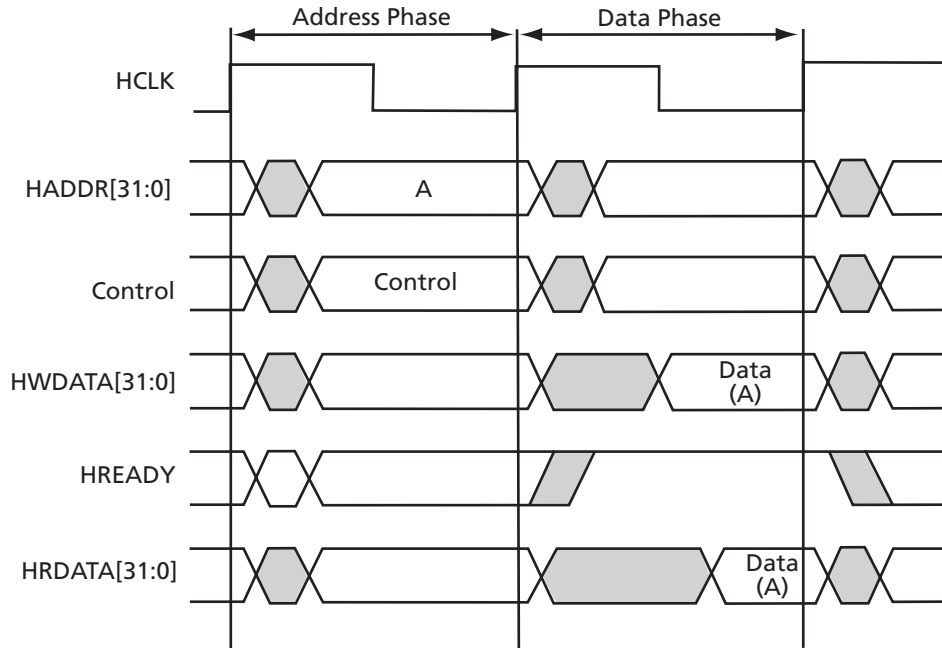 Address Phase
Data Phase
HCLK
HADDR[31:0]
A
Control
Control
HWDATA[31:0]
Data
(A)
HREADY
HRDATA[31:0]
Data
(A)